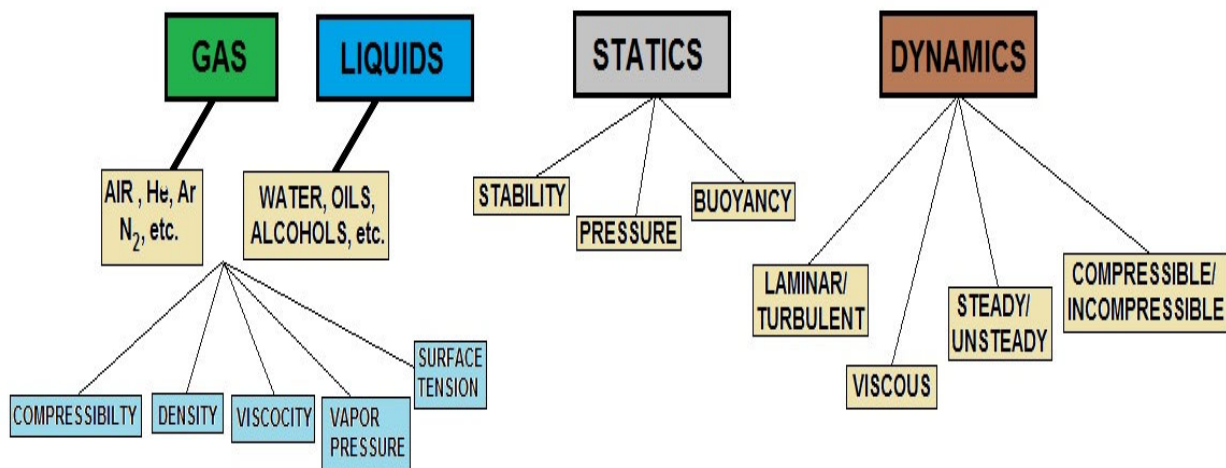 GAS
LIQUIDS
STATICS
DYNAMICS
AIR , He, Ar
N₂, etc.
WATER, OILS,
ALCOHOLS, etc.
STABILITY
PRESSURE
BUOYANCY
LAMINAR/
TURBULENT
VISCOUS
STEADY/
UNSTEADY
COMPRESSIBLE/
INCOMPRESSIBLE
COMPRESSIBILTY
DENSITY
VISCOCITY
VAPOR
PRESSURE
SURFACE
TENSION